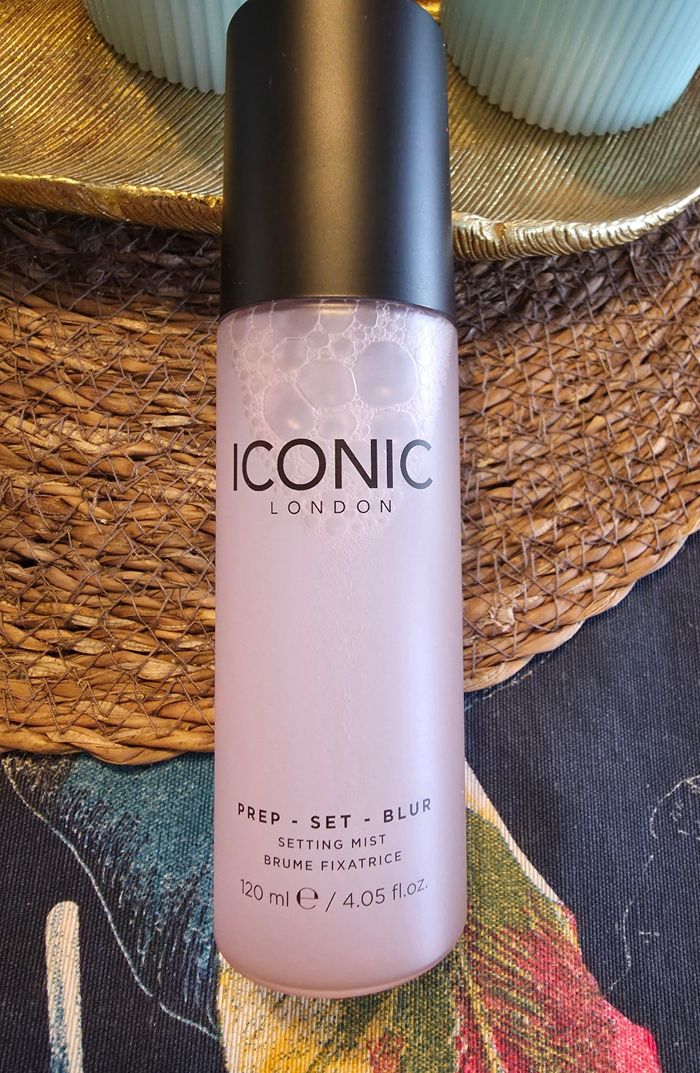 ICONIC
LONDON
PREP - SET - BLUR
SETTING MIST
BRUME FIXATRICE
120 ml ℮ / 4.05 fl.oz.